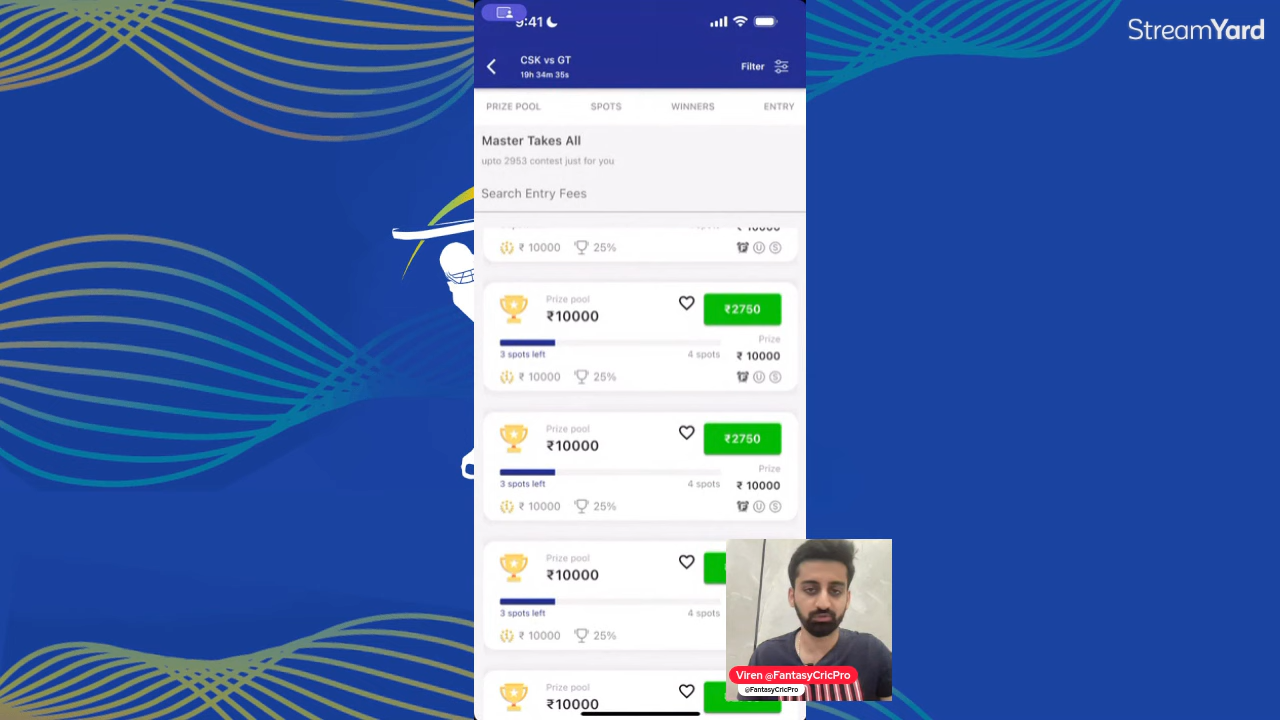 StreamYard
9:41
CSK vs GT
19h 34m 35s
Filter
PRIZE POOL SPOTS WINNERS ENTRY
Master Takes All
upto 2953 contest just for you
Search Entry Fees
₹ 10000
₹ 10000 25% U S
Prize pool
₹10000
₹2750
Prize
3 spots left 4 spots ₹ 10000
₹ 10000 25% F U S
Prize pool
₹10000
₹2750
Prize
3 spots left 4 spots ₹ 10000
₹ 10000 25% F U S
Prize pool
₹10000
3 spots left 4 spots
₹ 10000 25%
Prize pool
₹10000
Viren @FantasyCricPro
@FantasyCricPro